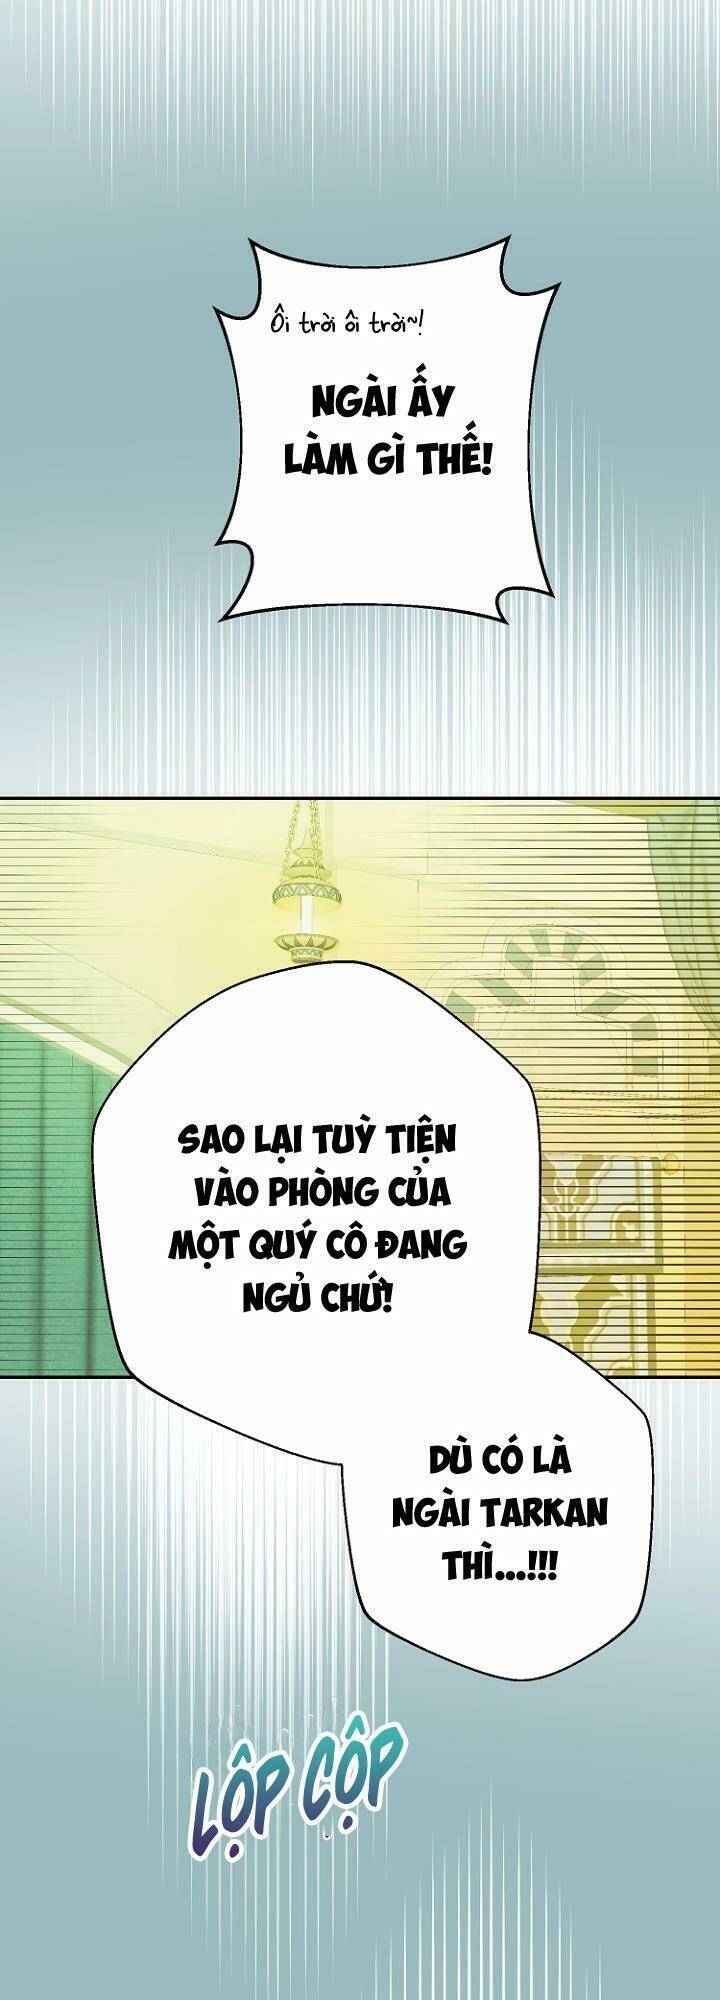 Ôi trời ôi trời~!
NGÀI ẤY
LÀM GÌ THẾ!
SAO LẠI TUỲ TIỆN
VÀO PHÒNG CỦA
MỘT QUÝ CÔ ĐANG
NGỦ CHỨ!
DÙ CÓ LÀ
NGÀI TARKAN
THÌ...!!!
LỘP CỘP